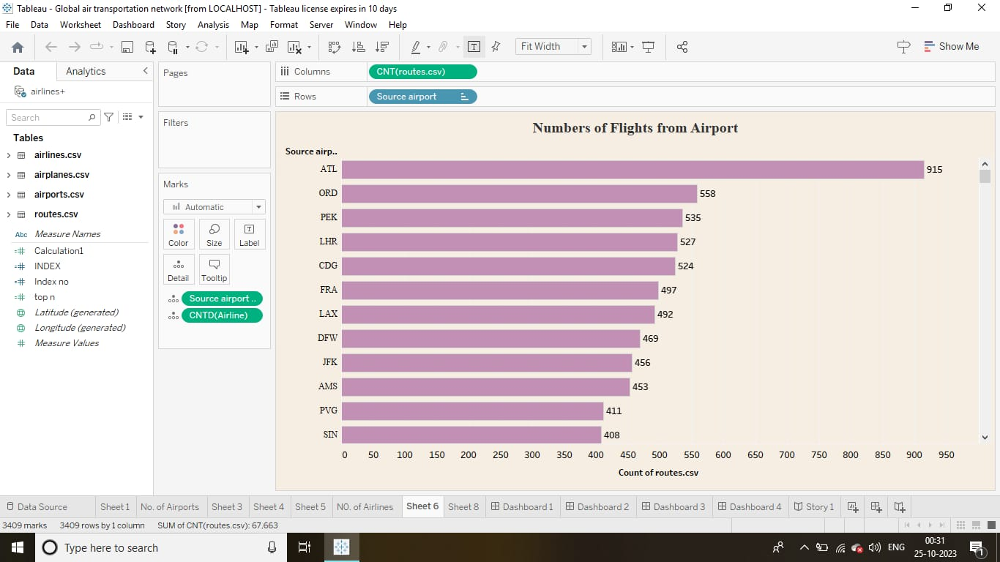 Tableau - Global air transportation network [from LOCALHOST] - Tableau license expires in 10 days
File Data Worksheet Dashboard Story Analysis Map Format Server Window Help
Fit Width
Show Me
Data Analytics
airlines+
Search
Tables
airlines.csv
airplanes.csv
airports.csv
routes.csv
Abc Measure Names
Calculation1
INDEX
Index no
top n
Latitude (generated)
Longitude (generated)
Measure Values
Pages
Filters
Marks
Automatic
Color Size Label
Detail Tooltip
Source airport ..
CNTD(Airline)
Columns CNT(routes.csv)
Rows Source airport
Numbers of Flights from Airport
Source airp..
ATL 915
ORD 558
PEK 535
LHR 527
CDG 524
FRA 497
LAX 492
DFW 469
JFK 456
AMS 453
PVG 411
SIN 408
0 50 100 150 200 250 300 350 400 450 500 550 600 650 700 750 800 850 900 950
Count of routes.csv
Data Source Sheet 1 No. of Airports Sheet 3 Sheet 4 Sheet 5 N0. of Airlines Sheet 6 Sheet 8 Dashboard 1 Dashboard 2 Dashboard 3 Dashboard 4 Story 1
3409 marks 3409 rows by 1 column SUM of CNT(routes.csv): 67,663
Type here to search
ENG
00:31
25-10-2023
1